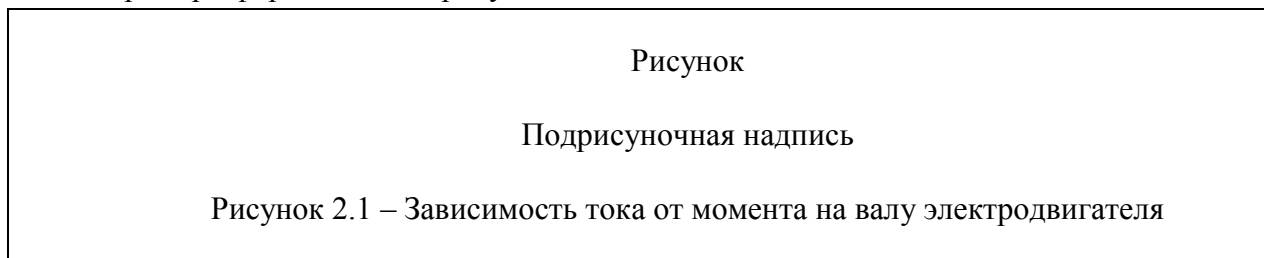 Рисунок
Подрисуночная надпись
Рисунок 2.1 – Зависимость тока от момента на валу электродвигателя